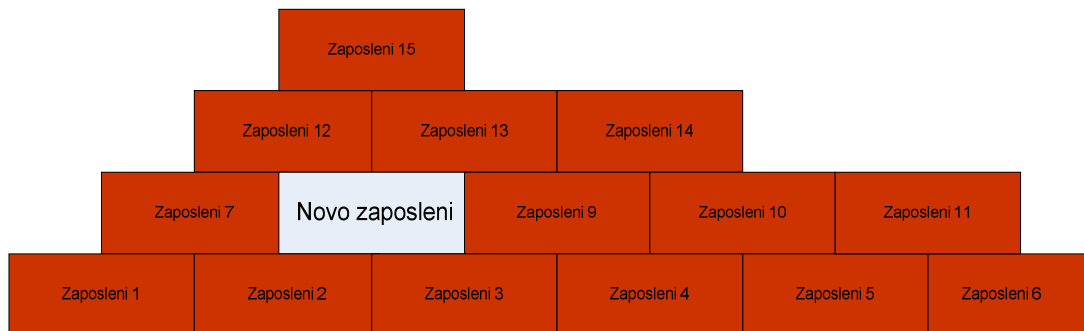 Zaposleni 15
Zaposleni 12
Zaposleni 13
Zaposleni 14
Zaposleni 7
Novo zaposleni
Zaposleni 9
Zaposleni 10
Zaposleni 11
Zaposleni 1
Zaposleni 2
Zaposleni 3
Zaposleni 4
Zaposleni 5
Zaposleni 6